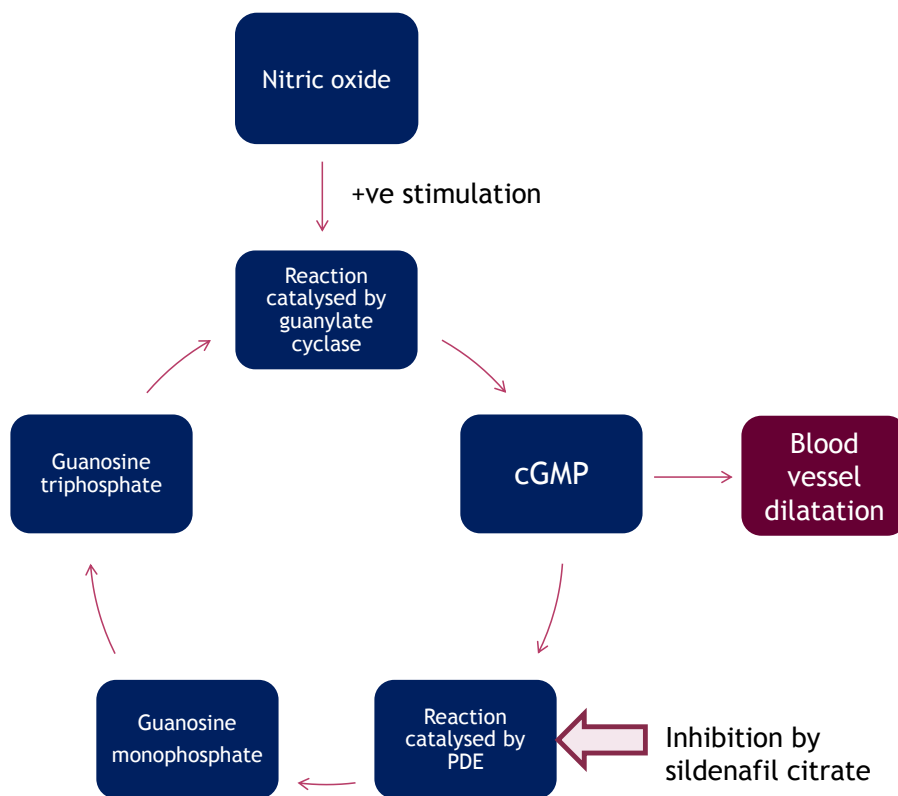 Nitric oxide
+ve stimulation
Reaction
catalysed by
guanylate
cyclase
Guanosine
triphosphate
cGMP
Blood
vessel
dilatation
Guanosine
monophosphate
Reaction
catalysed by
PDE
Inhibition by
sildenafil citrate